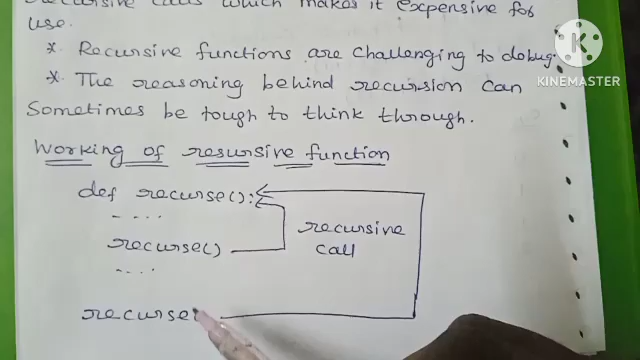 recursive calls which makes it expensive for
use.
* Recursive functions are challenging to debug.
* The reasoning behind recursion can
sometimes be tough to think through.
Working of resursive function
def recurse():
- - - -
recurse()
recursive
call
- - - -
recurse(
K
KINEMASTER